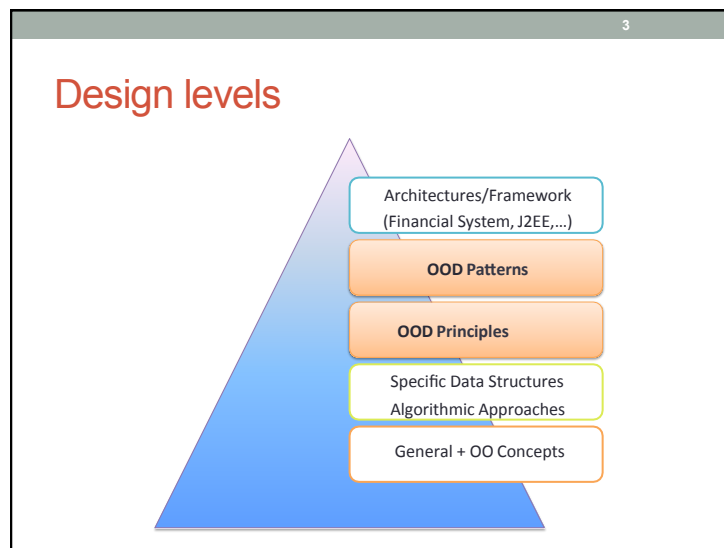 3
Design levels
Architectures/Framework
(Financial System, J2EE,...)
OOD Patterns
OOD Principles
Specific Data Structures
Algorithmic Approaches
General + OO Concepts